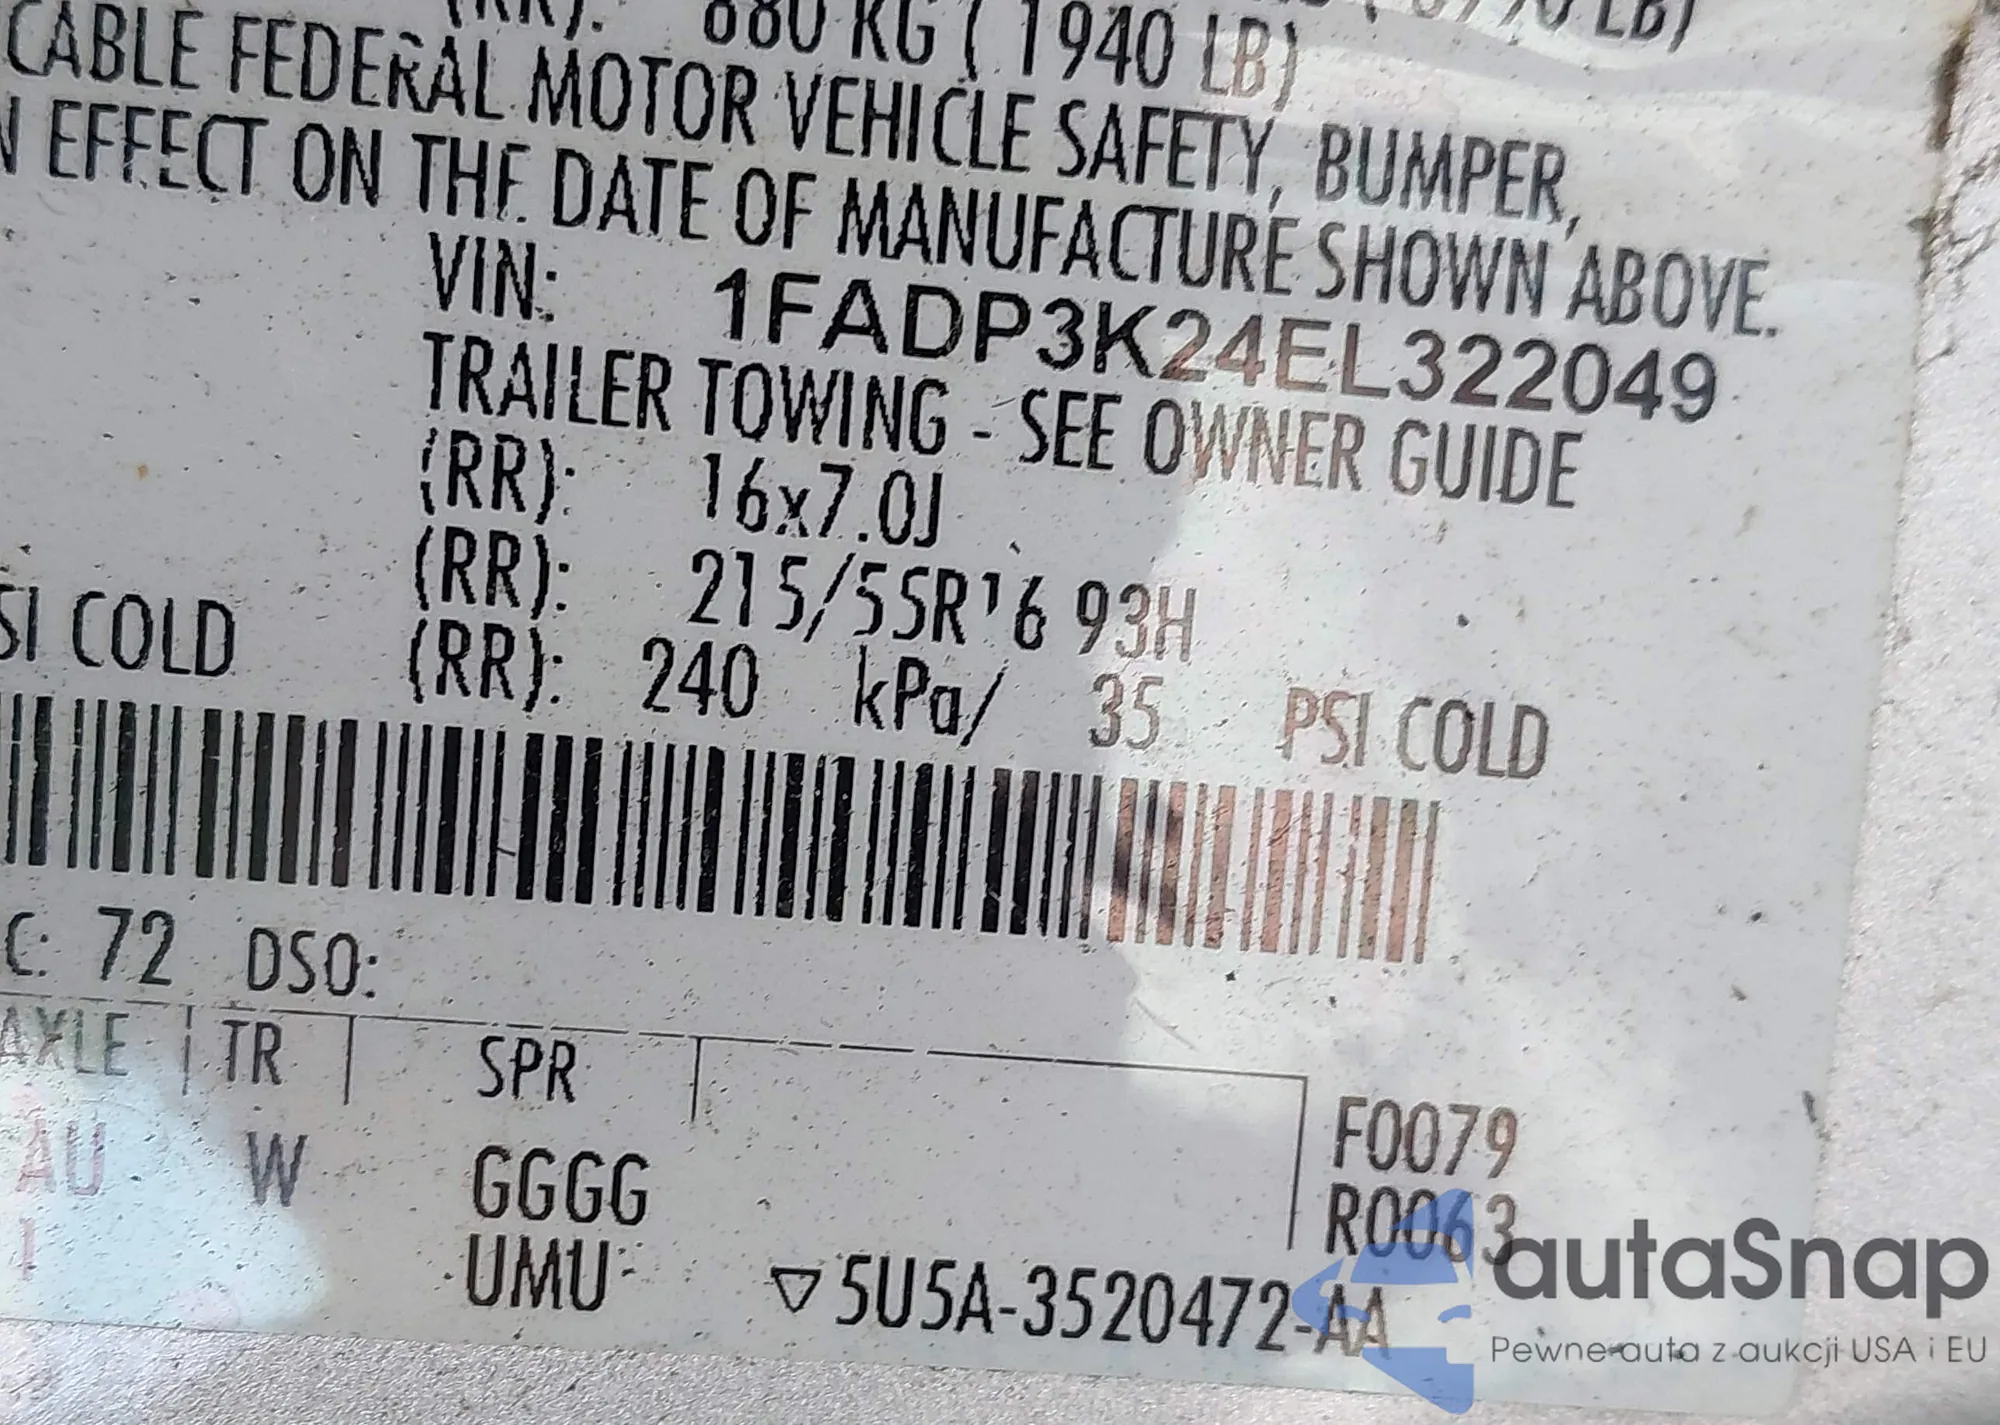 (RR): 880 KG ( 1940 LB)
CABLE FEDERAL MOTOR VEHICLE SAFETY, BUMPER,
N EFFECT ON THE DATE OF MANUFACTURE SHOWN ABOVE.
VIN: 1FADP3K24EL322049
TRAILER TOWING - SEE OWNER GUIDE
(RR): 16x7.0J
(RR): 215/55R16 93H
SI COLD (RR): 240 kPa/ 35 PSI COLD
C: 72 DSO:
AXLE TR SPR
F0079
AU W GGGG
R0063
UMU ▽5U5A-3520472-AA
autaSnap
Pewne auta z aukcji USA i EU